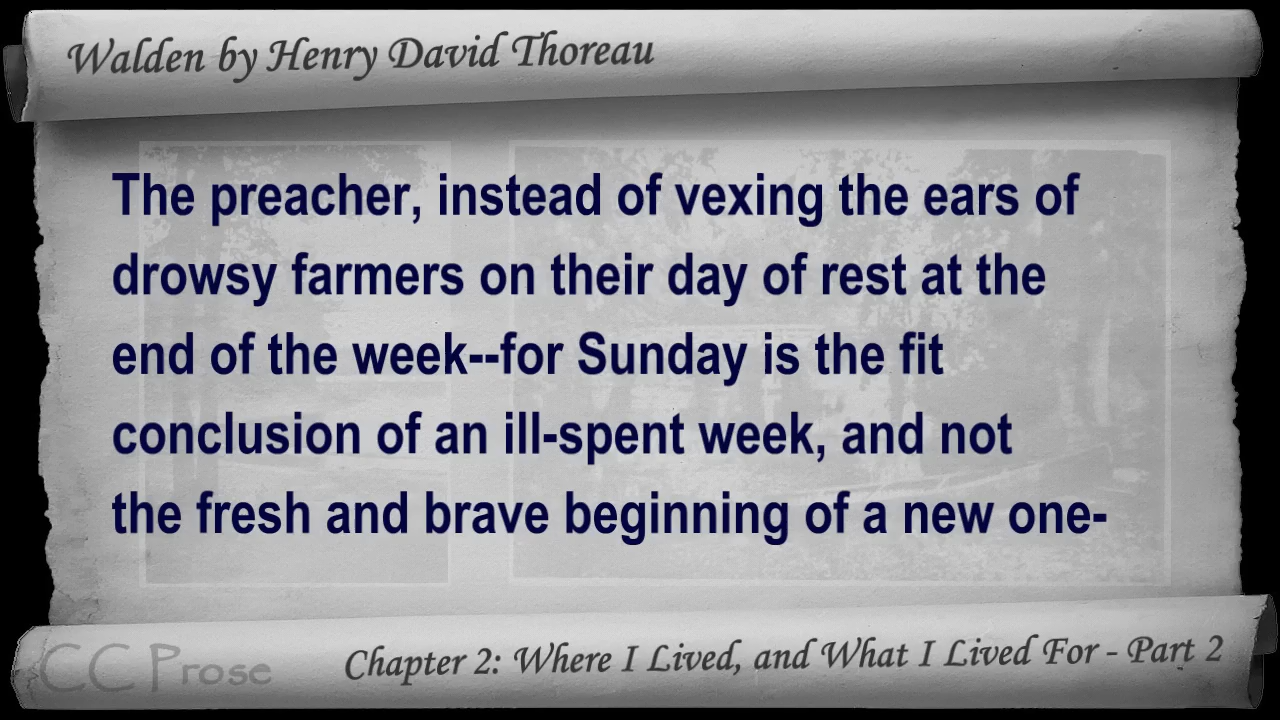 Walden by Henry David Thoreau
The preacher, instead of vexing the ears of
drowsy farmers on their day of rest at the
end of the week--for Sunday is the fit
conclusion of an ill-spent week, and not
the fresh and brave beginning of a new one-
CC Prose
Chapter 2: Where I Lived, and What I Lived For - Part 2